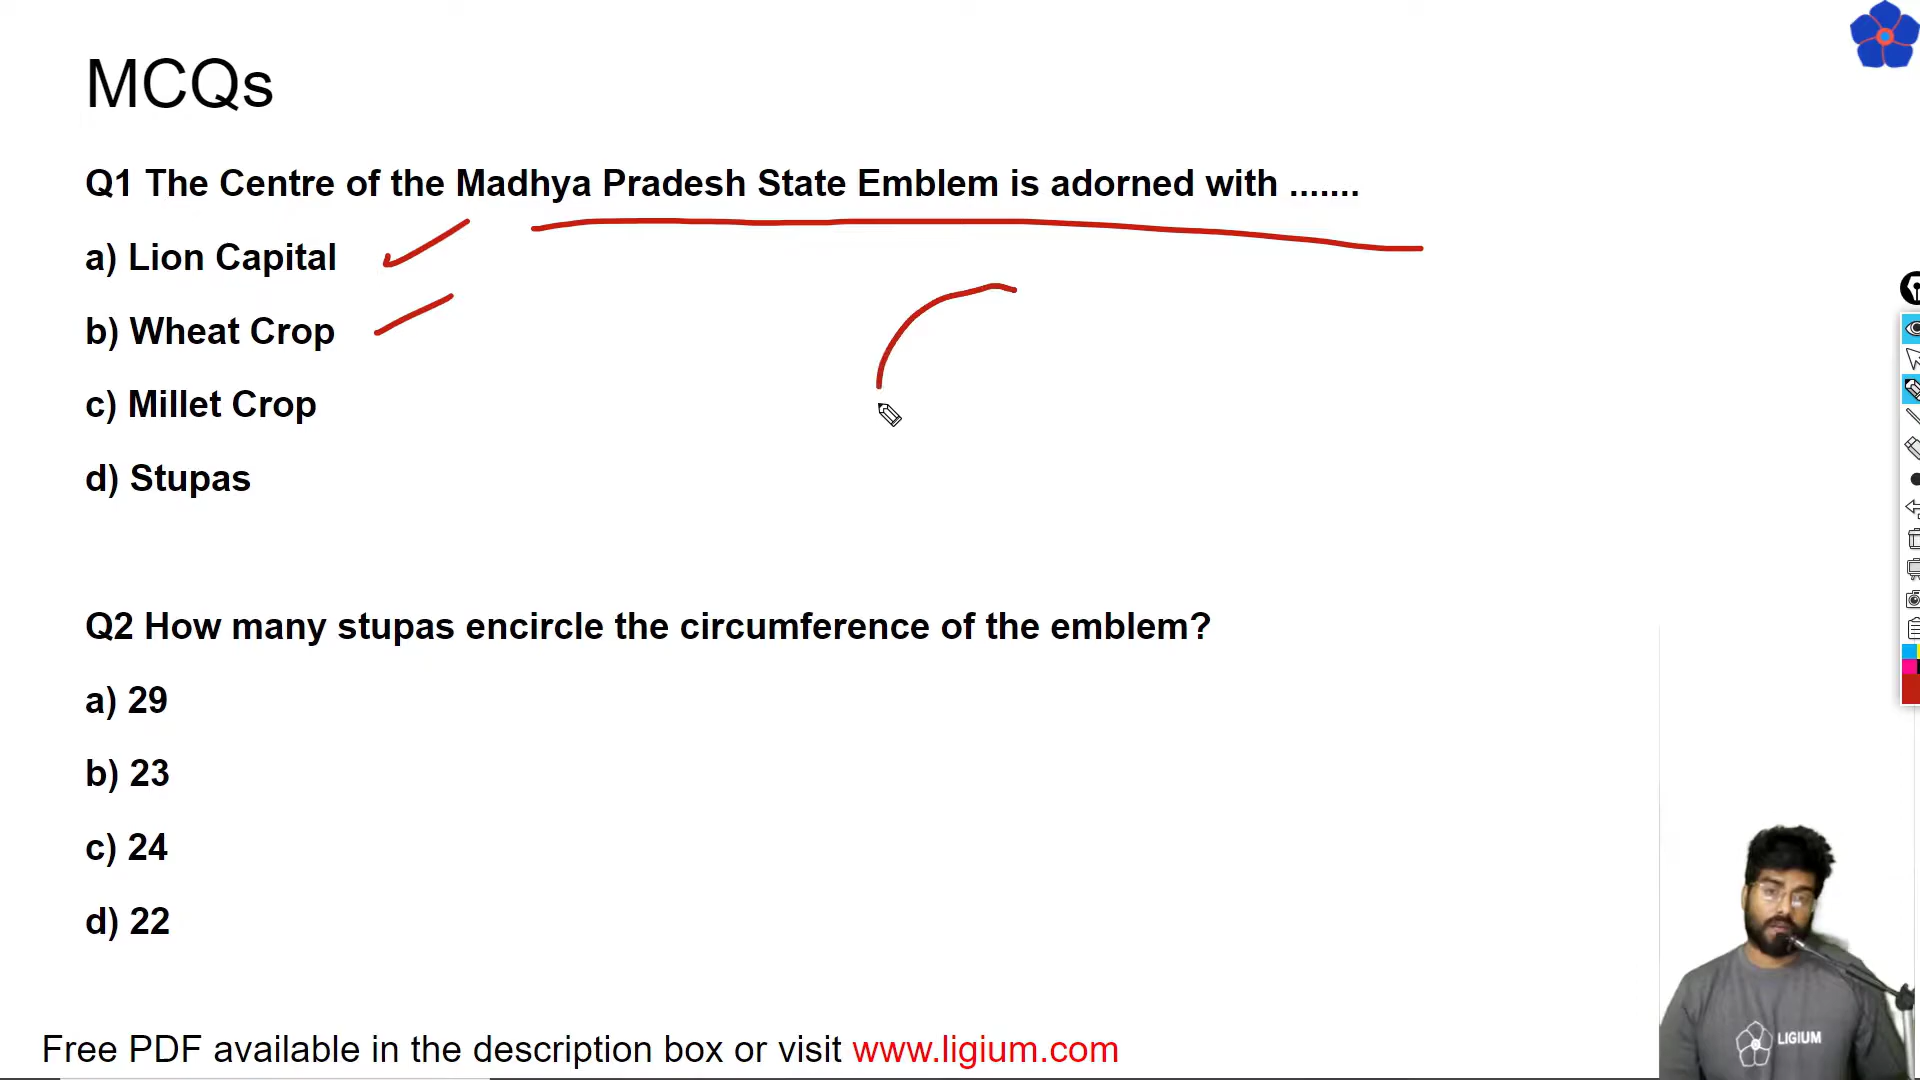 MCQs
Q1 The Centre of the Madhya Pradesh State Emblem is adorned with .......
a) Lion Capital
b) Wheat Crop
c) Millet Crop
d) Stupas
Q2 How many stupas encircle the circumference of the emblem?
a) 29
b) 23
c) 24
d) 22
LIGIUM
Free PDF available in the description box or visit www.ligium.com